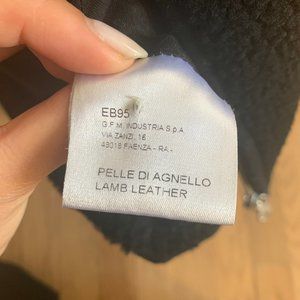 EB95
G.F.M. INDUSTRIA S.p.A.
VIA ZANZI, 16
48018 FAENZA - RA -
PELLE DI AGNELLO
LAMB LEATHER